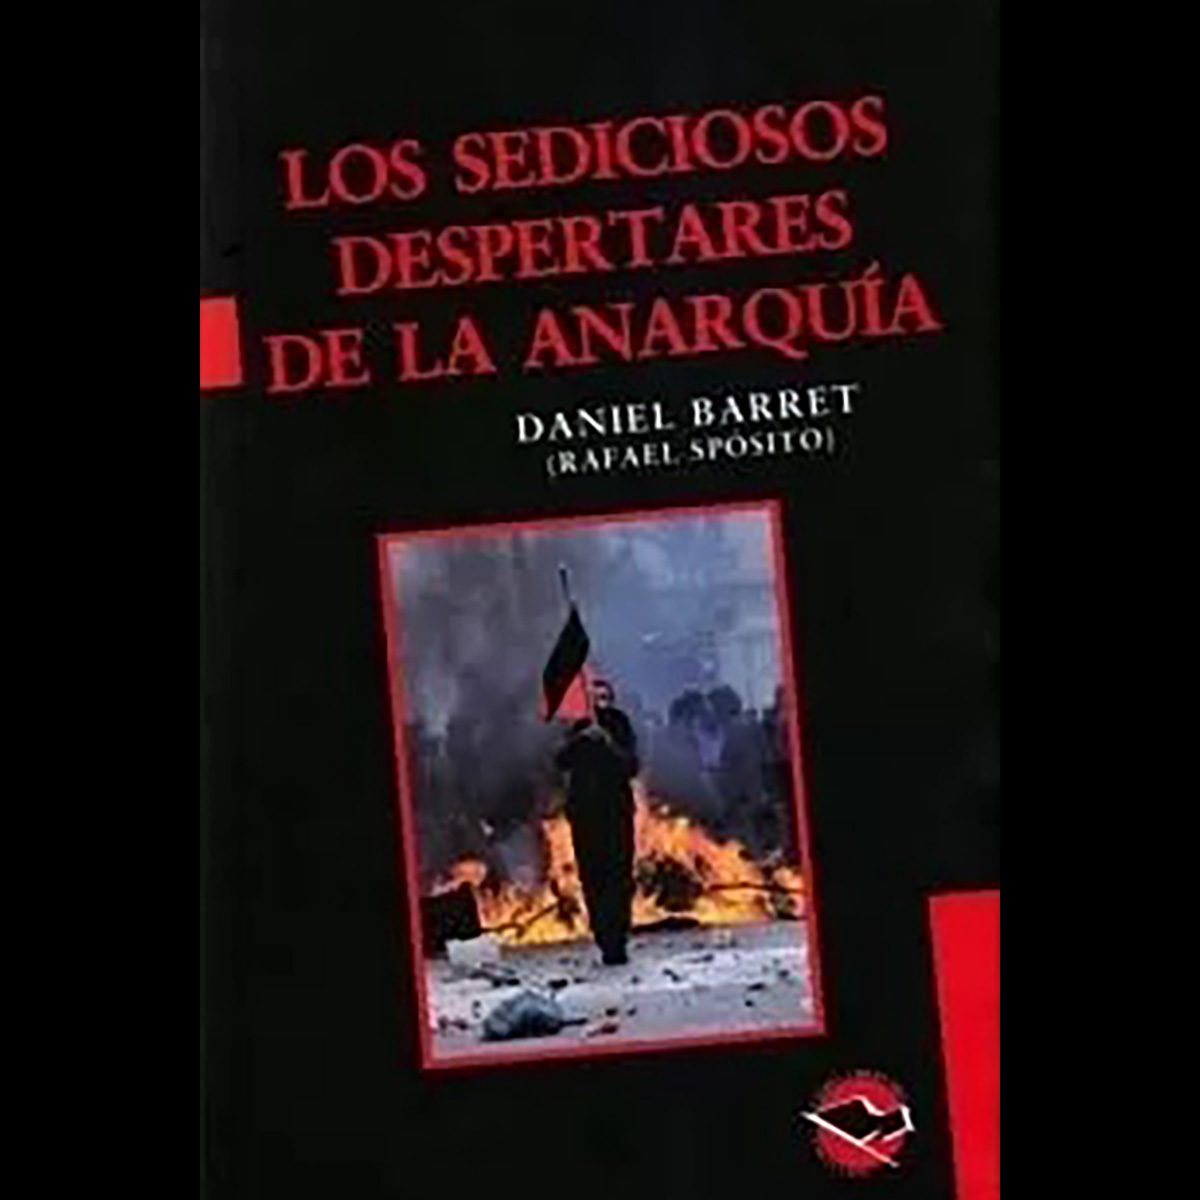 LOS SEDICIOSOS
DESPERTARES
DE LA ANARQUÍA
DANIEL BARRET
(RAFAEL SPÓSITO)